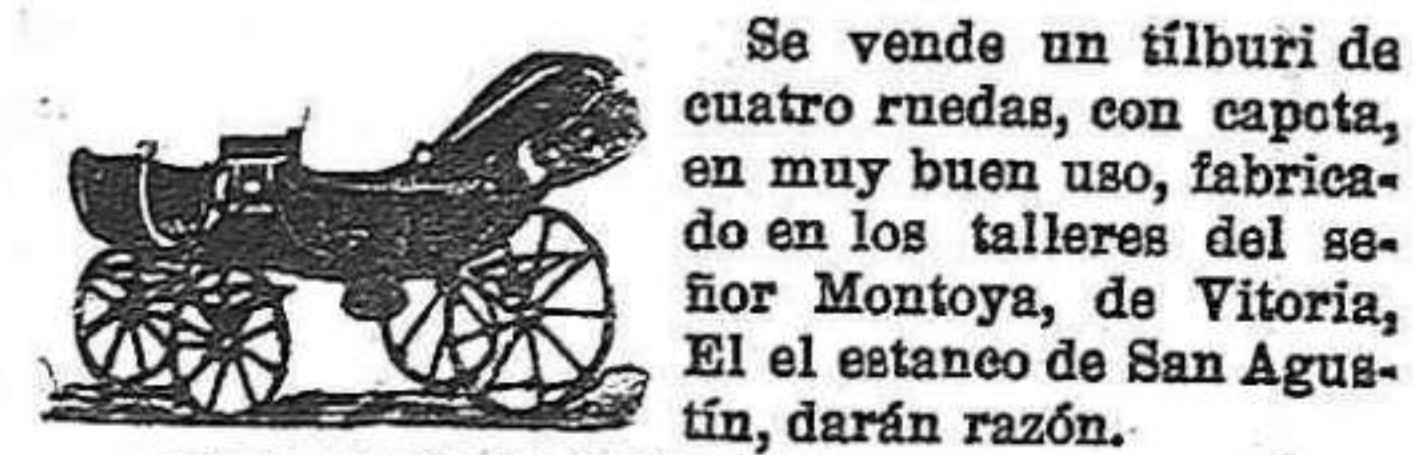 Se vende un tílburi de
cuatro ruedas, con capota,
en muy buen uso, fabrica-
do en los talleres del se-
ñor Montoya, de Vitoria,
El el estanco de San Agus-
tín, darán razón.